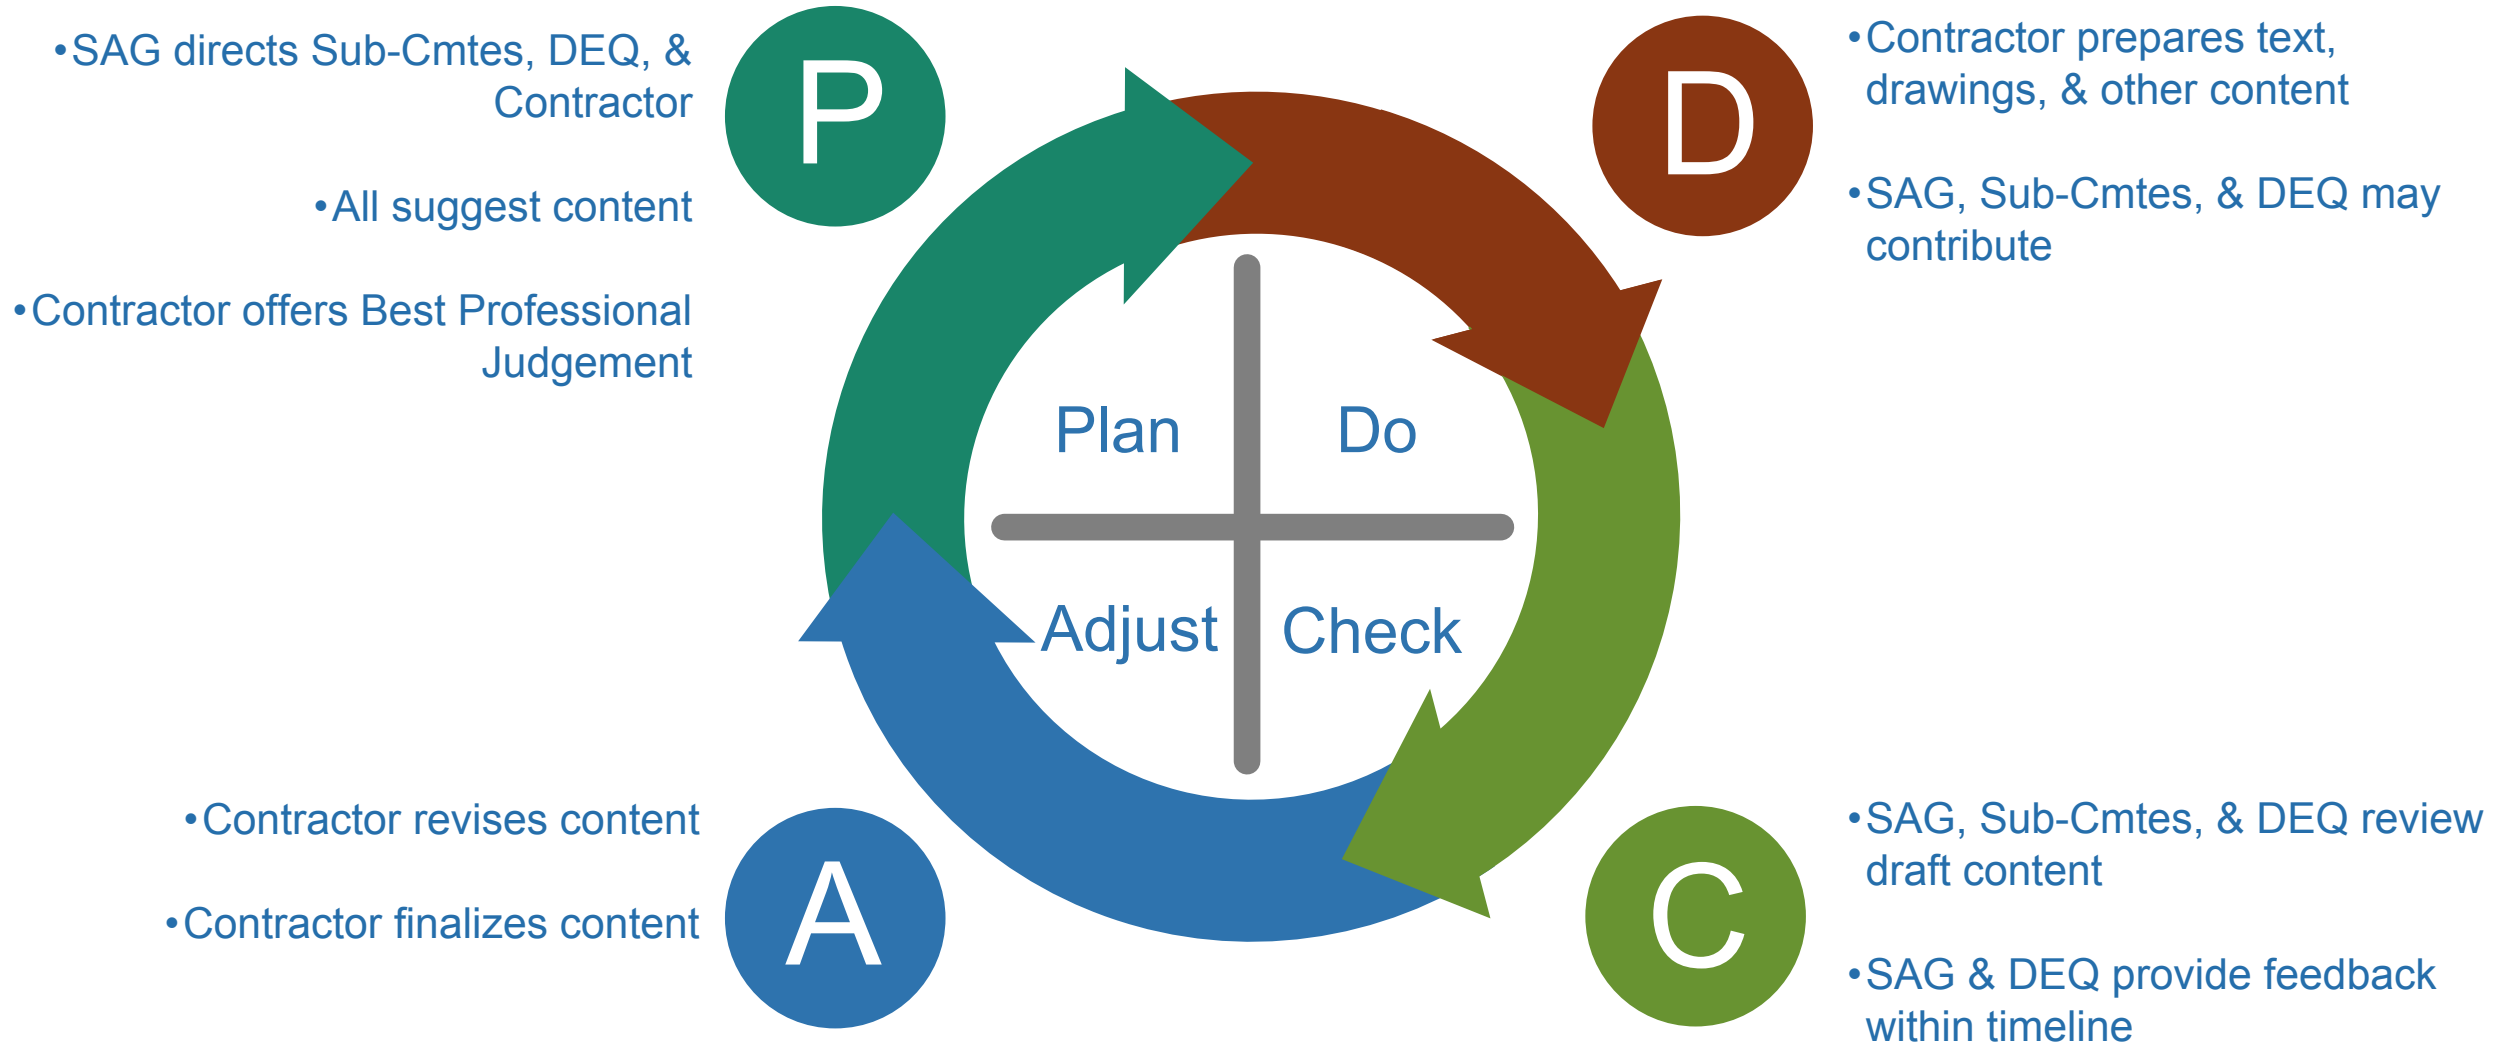 •SAG directs Sub-Cmtes, DEQ, &
Contractor
•All suggest content
•Contractor offers Best Professional
Judgement
P
D
•Contractor prepares text,
drawings, & other content
•SAG, Sub-Cmtes, & DEQ may
contribute
Plan
Do
Adjust
Check
•Contractor revises content
•Contractor finalizes content
A
C
•SAG, Sub-Cmtes, & DEQ review
draft content
•SAG & DEQ provide feedback
within timeline